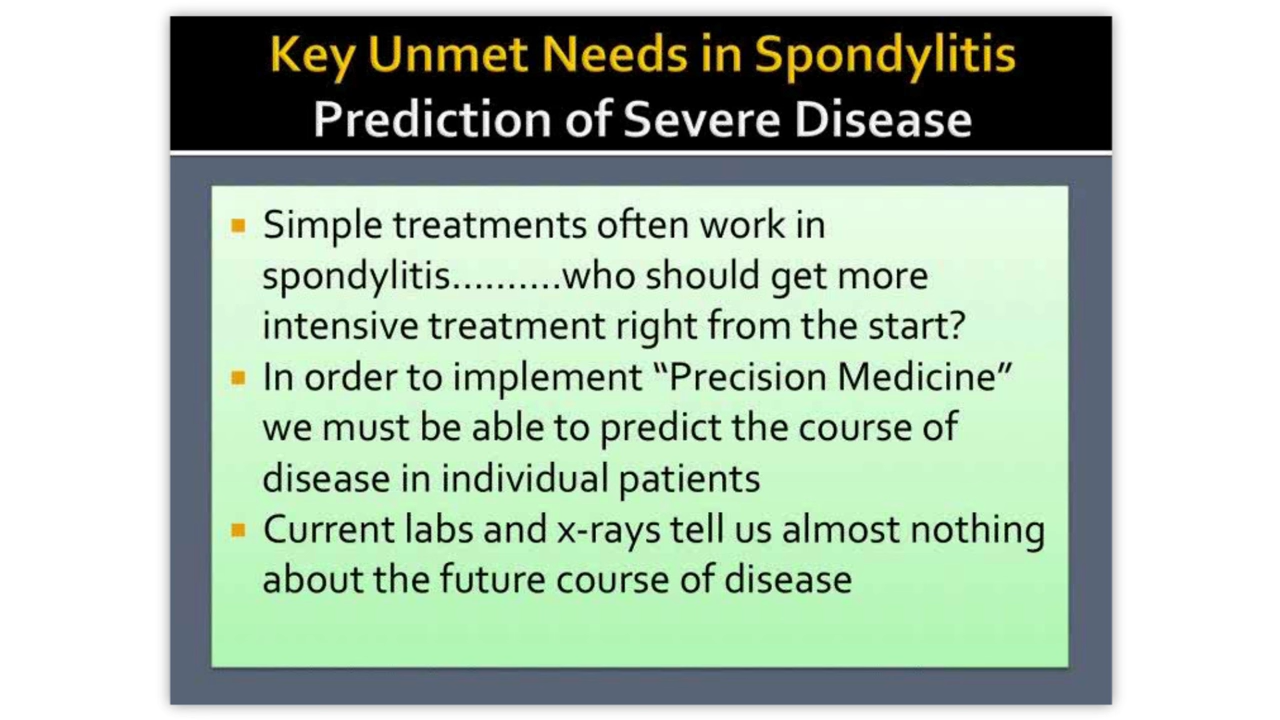 Key Unmet Needs in Spondylitis
Prediction of Severe Disease
▪ Simple treatments often work in
spondylitis..........who should get more
intensive treatment right from the start?
▪ In order to implement “Precision Medicine”
we must be able to predict the course of
disease in individual patients
▪ Current labs and x-rays tell us almost nothing
about the future course of disease